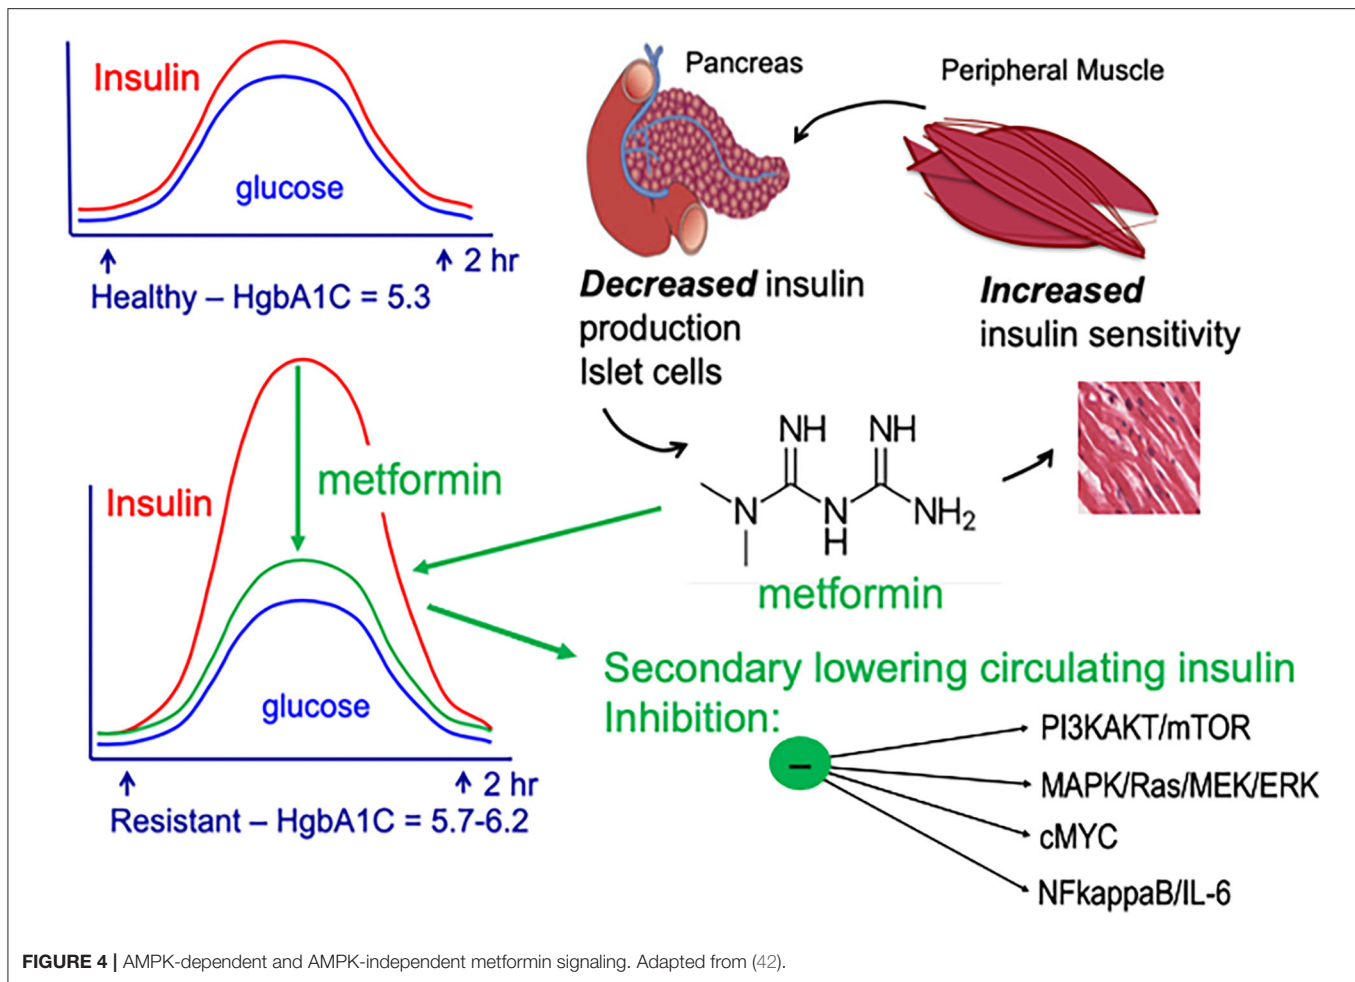 Insulin
glucose
2 hr
Healthy – HgbA1C = 5.3
Pancreas
Peripheral Muscle
Decreased insulin
production
Islet cells
Increased
insulin sensitivity
Insulin
metformin
glucose
2 hr
Resistant – HgbA1C = 5.7-6.2
NH NH
N N NH2
H
metformin
Secondary lowering circulating insulin
Inhibition:
–
PI3KAKT/mTOR
MAPK/Ras/MEK/ERK
cMYC
NFkappaB/IL-6
FIGURE 4 | AMPK-dependent and AMPK-independent metformin signaling. Adapted from (42).